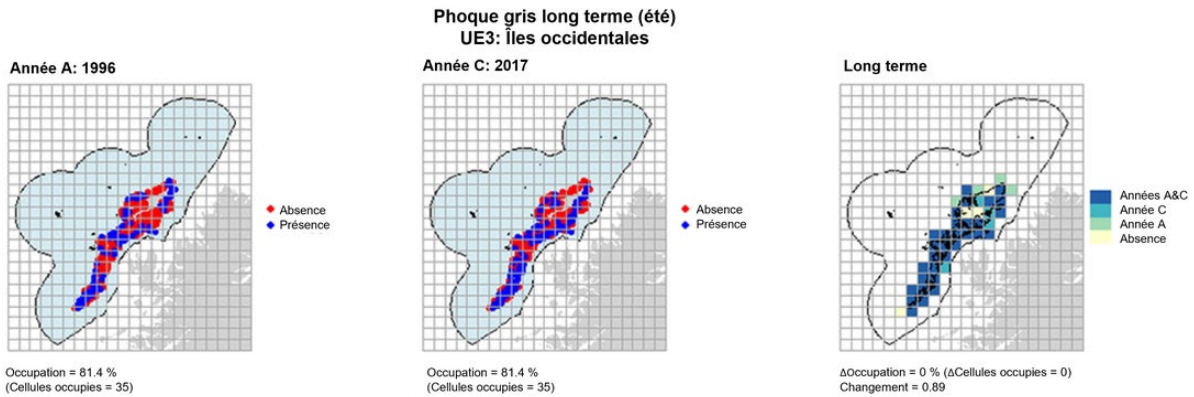 Phoque gris long terme (été)
UE3: Îles occidentales
Année A: 1996
Absence
Présence
Occupation = 81.4 %
(Cellules occupies = 35)
Année C: 2017
Absence
Présence
Occupation = 81.4 %
(Cellules occupies = 35)
Long terme
Années A&C
Année C
Année A
Absence
ΔOccupation = 0 % (ΔCellules occupies = 0)
Changement = 0.89